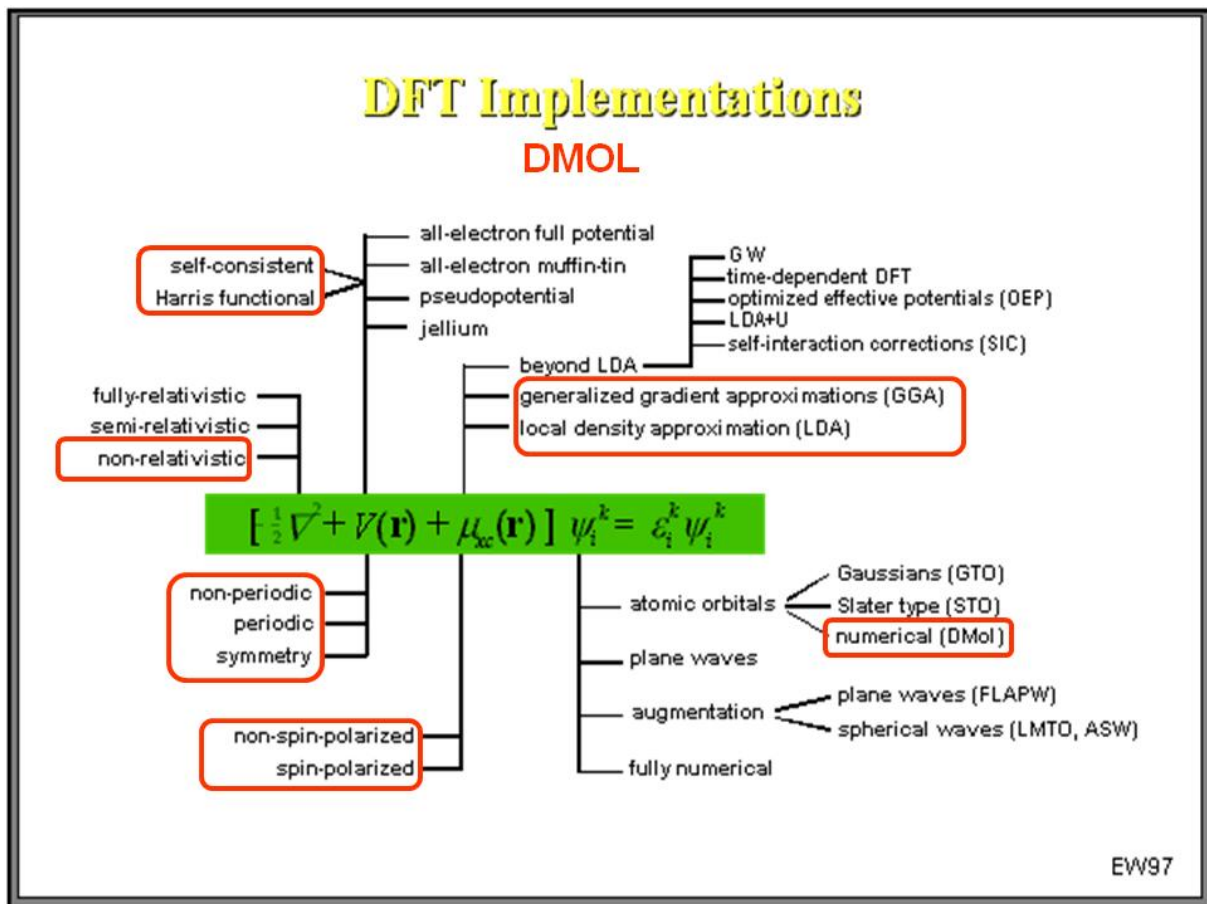 DFT Implementations
DMOL
all-electron full potential
self-consistent
all-electron muffin-tin
Harris functional
pseudopotential
jellium
GW
time-dependent DFT
optimized effective potentials (OEP)
LDA+U
self-interaction corrections (SIC)
beyond LDA
generalized gradient approximations (GGA)
local density approximation (LDA)
fully-relativistic
semi-relativistic
non-relativistic
[-½∇²+ V(r) + μxc(r) ] ψᵢᵏ = εᵢᵏ ψᵢᵏ
non-periodic
periodic
symmetry
non-spin-polarized
spin-polarized
atomic orbitals
Gaussians (GTO)
Slater type (STO)
numerical (DMol)
plane waves
augmentation
plane waves (FLAPW)
spherical waves (LMTO, ASW)
fully numerical
EW97